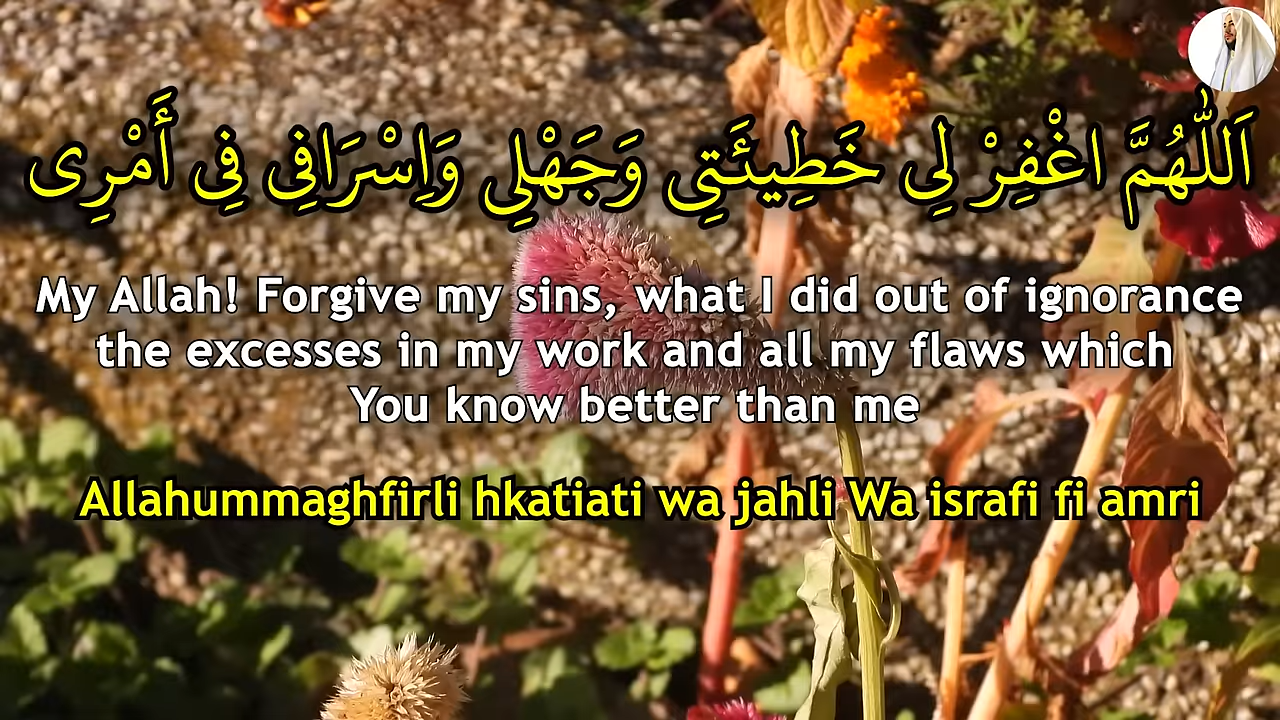 اَللّٰهُمَّ اغْفِرْ لِي خَطِيئَتِي وَجَهْلِي وَاِسْرَافِي فِي أَمْرِى
My Allah! Forgive my sins, what I did out of ignorance
the excesses in my work and all my flaws which
You know better than me
Allahummaghfirli hkatiati wa jahli Wa israfi fi amri